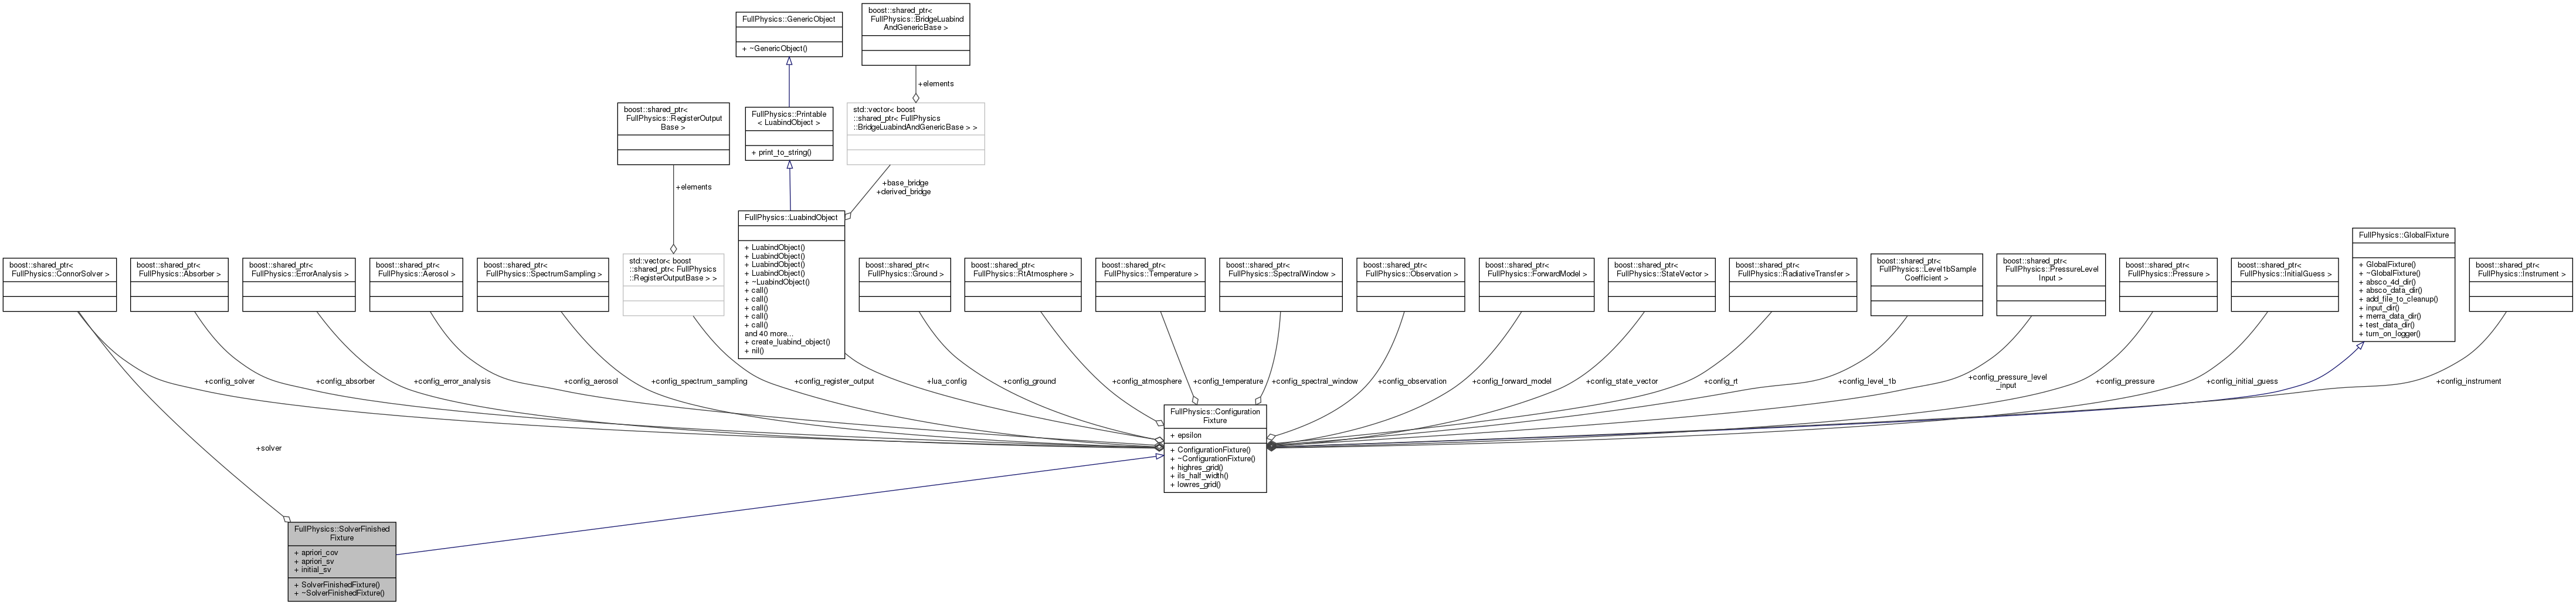 FullPhysics::GenericObject
+ ~GenericObject()
boost::shared_ptr<
FullPhysics::BridgeLuabind
AndGenericBase >
+elements
boost::shared_ptr<
FullPhysics::RegisterOutput
Base >
FullPhysics::Printable
< LuabindObject >
+ print_to_string()
std::vector< boost
::shared_ptr< FullPhysics
::BridgeLuabindAndGenericBase > >
+elements
+base_bridge
+derived_bridge
boost::shared_ptr<
FullPhysics::ConnorSolver >
boost::shared_ptr<
FullPhysics::Absorber >
boost::shared_ptr<
FullPhysics::ErrorAnalysis >
boost::shared_ptr<
FullPhysics::Aerosol >
boost::shared_ptr<
FullPhysics::SpectrumSampling >
std::vector< boost
::shared_ptr< FullPhysics
::RegisterOutputBase > >
FullPhysics::LuabindObject
+ LuabindObject()
+ LuabindObject()
+ LuabindObject()
+ LuabindObject()
+ ~LuabindObject()
+ call()
+ call()
+ call()
+ call()
+ call()
and 40 more...
+ create_luabind_object()
+ nil()
boost::shared_ptr<
FullPhysics::Ground >
boost::shared_ptr<
FullPhysics::RtAtmosphere >
boost::shared_ptr<
FullPhysics::Temperature >
boost::shared_ptr<
FullPhysics::SpectralWindow >
boost::shared_ptr<
FullPhysics::Observation >
boost::shared_ptr<
FullPhysics::ForwardModel >
boost::shared_ptr<
FullPhysics::StateVector >
boost::shared_ptr<
FullPhysics::RadiativeTransfer >
boost::shared_ptr<
FullPhysics::Level1bSample
Coefficient >
boost::shared_ptr<
FullPhysics::PressureLevel
Input >
boost::shared_ptr<
FullPhysics::Pressure >
boost::shared_ptr<
FullPhysics::InitialGuess >
FullPhysics::GlobalFixture
+ GlobalFixture()
+ ~GlobalFixture()
+ absco_4d_dir()
+ absco_data_dir()
+ add_file_to_cleanup()
+ input_dir()
+ merra_data_dir()
+ test_data_dir()
+ turn_on_logger()
boost::shared_ptr<
FullPhysics::Instrument >
+config_solver
+config_absorber
+config_error_analysis
+config_aerosol
+config_spectrum_sampling
+config_register_output
+lua_config
+config_ground
+config_atmosphere
+config_temperature
+config_spectral_window
+config_observation
+config_forward_model
+config_state_vector
+config_rt
+config_level_1b
+config_pressure_level
_input
+config_pressure
+config_initial_guess
+config_instrument
FullPhysics::Configuration
Fixture
+ epsilon
+ ConfigurationFixture()
+ ~ConfigurationFixture()
+ highres_grid()
+ ils_half_width()
+ lowres_grid()
+solver
FullPhysics::SolverFinished
Fixture
+ apriori_cov
+ apriori_sv
+ initial_sv
+ SolverFinishedFixture()
+ ~SolverFinishedFixture()